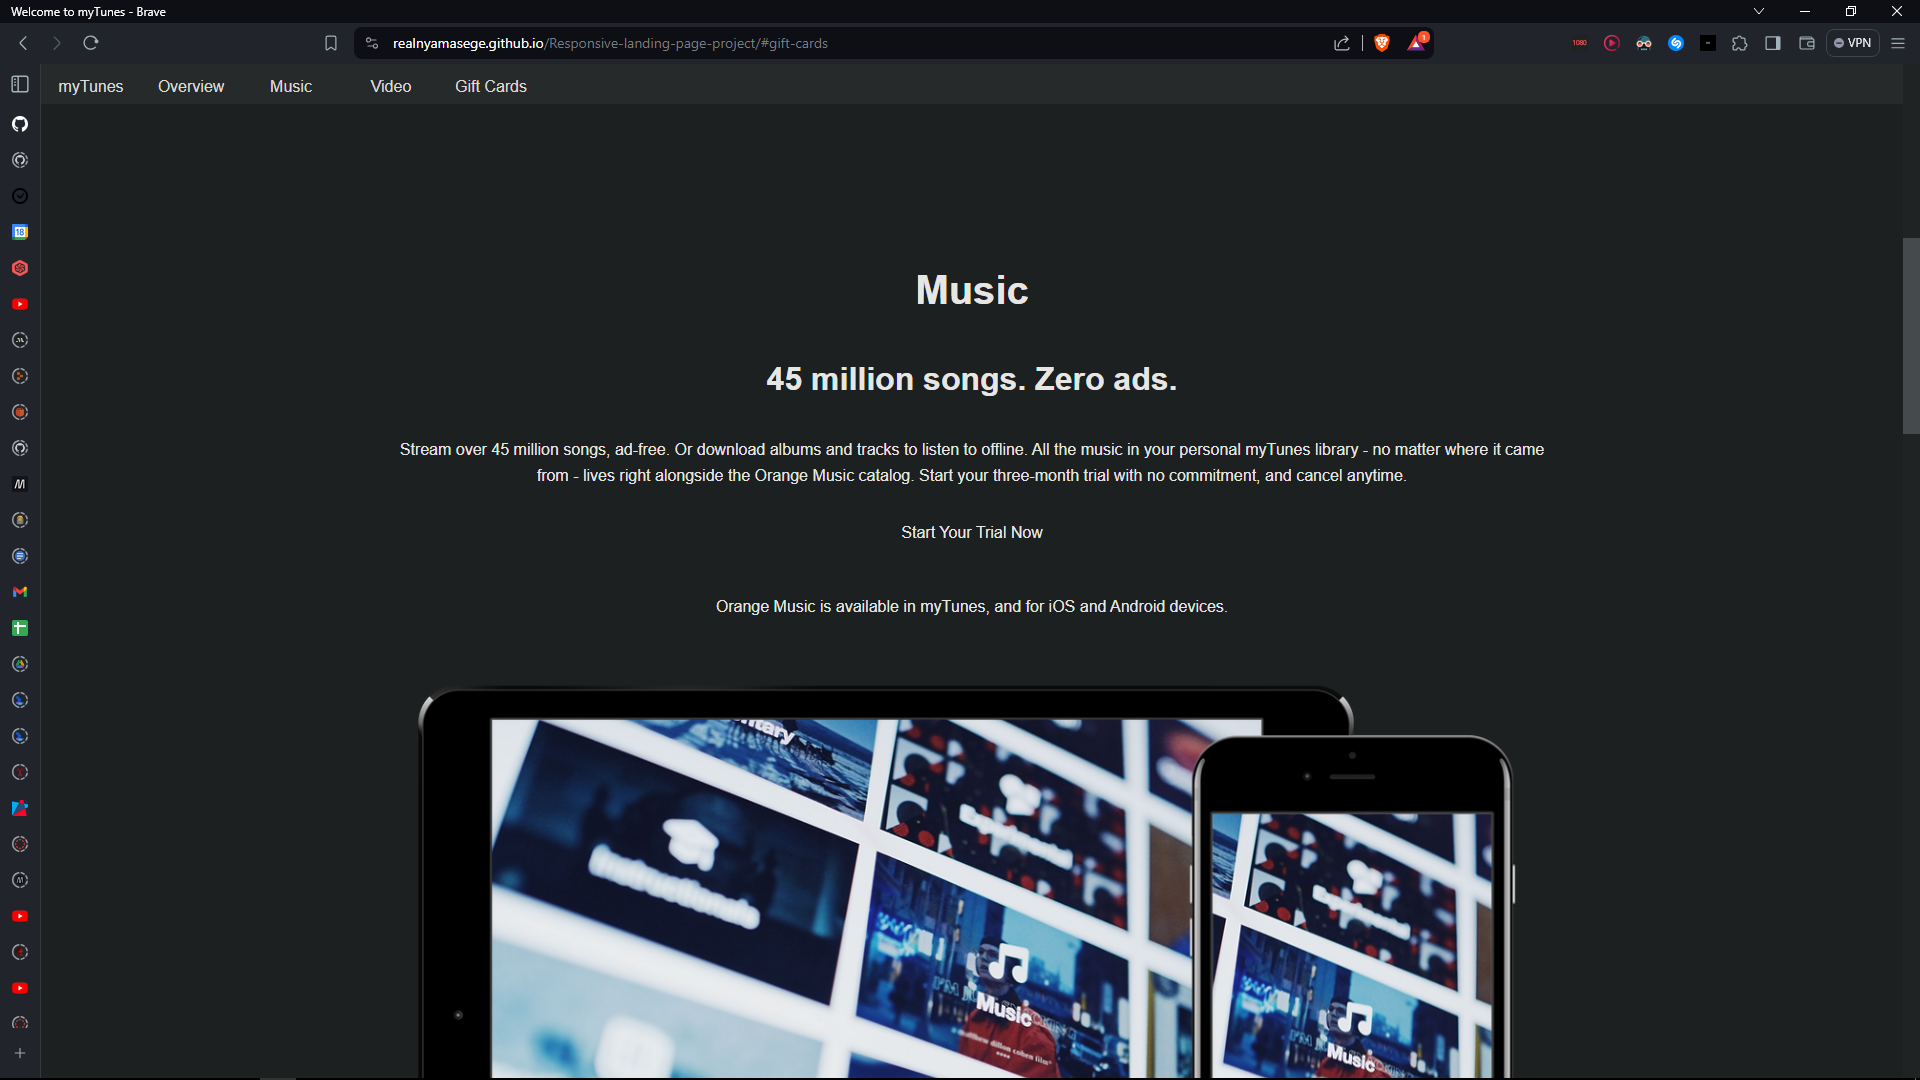 Welcome to myTunes - Brave
realnyamasege.github.io/Responsive-landing-page-project/#gift-cards
1
1080
VPN
myTunes
Overview
Music
Video
Gift Cards
18
Music
45 million songs. Zero ads.
Stream over 45 million songs, ad-free. Or download albums and tracks to listen to offline. All the music in your personal myTunes library - no matter where it came
from - lives right alongside the Orange Music catalog. Start your three-month trial with no commitment, and cancel anytime.
Start Your Trial Now
Orange Music is available in myTunes, and for iOS and Android devices.
Music
Music